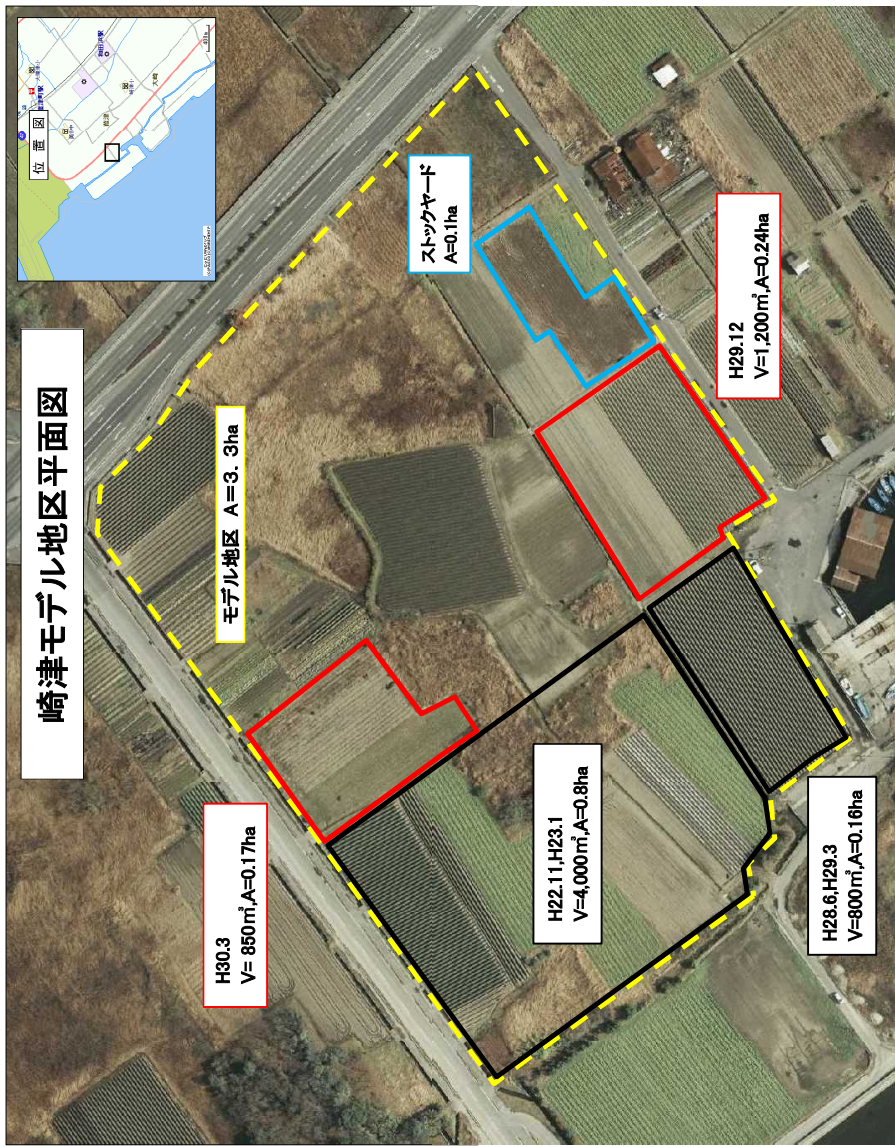 崎津モデル地区平面図
位 置 図
モデル地区 A=3. 3ha
ストックヤード
A=0.1ha
H30.3
V= 850㎥,A=0.17ha
H22.11,H23.1
V=4,000㎥,A=0.8ha
H29.12
V=1,200㎥,A=0.24ha
H28.6,H29.3
V=800㎥,A=0.16ha